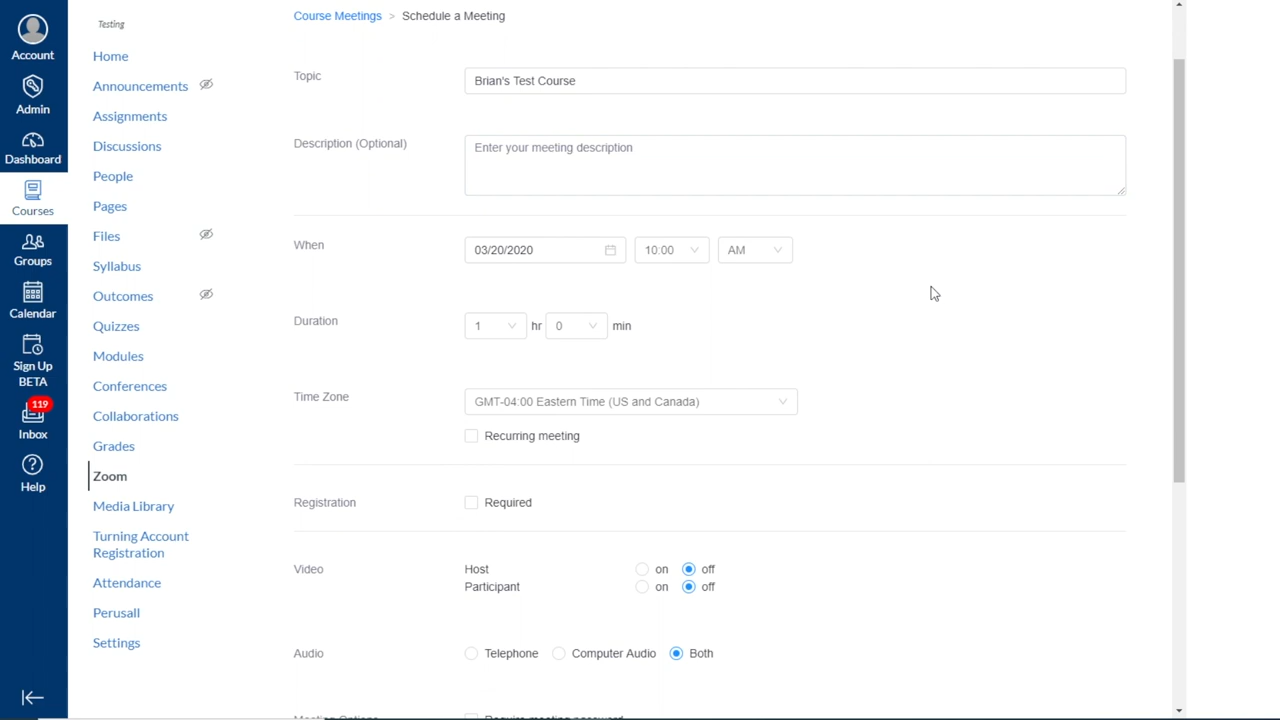 Account
Admin
Dashboard
Courses
Groups
Calendar
Sign Up
BETA
119
Inbox
Help
Testing
Home
Announcements
Assignments
Discussions
People
Pages
Files
Syllabus
Outcomes
Quizzes
Modules
Conferences
Collaborations
Grades
Zoom
Media Library
Turning Account
Registration
Attendance
Perusall
Settings
Course Meetings > Schedule a Meeting
Topic
Brian's Test Course
Description (Optional)
Enter your meeting description
When
03/20/2020 10:00 AM
Duration
1 hr 0 min
Time Zone
GMT-04:00 Eastern Time (US and Canada)
Recurring meeting
Registration
Required
Video
Host on off
Participant on off
Audio
Telephone Computer Audio Both
Meeting Options
Require meeting password